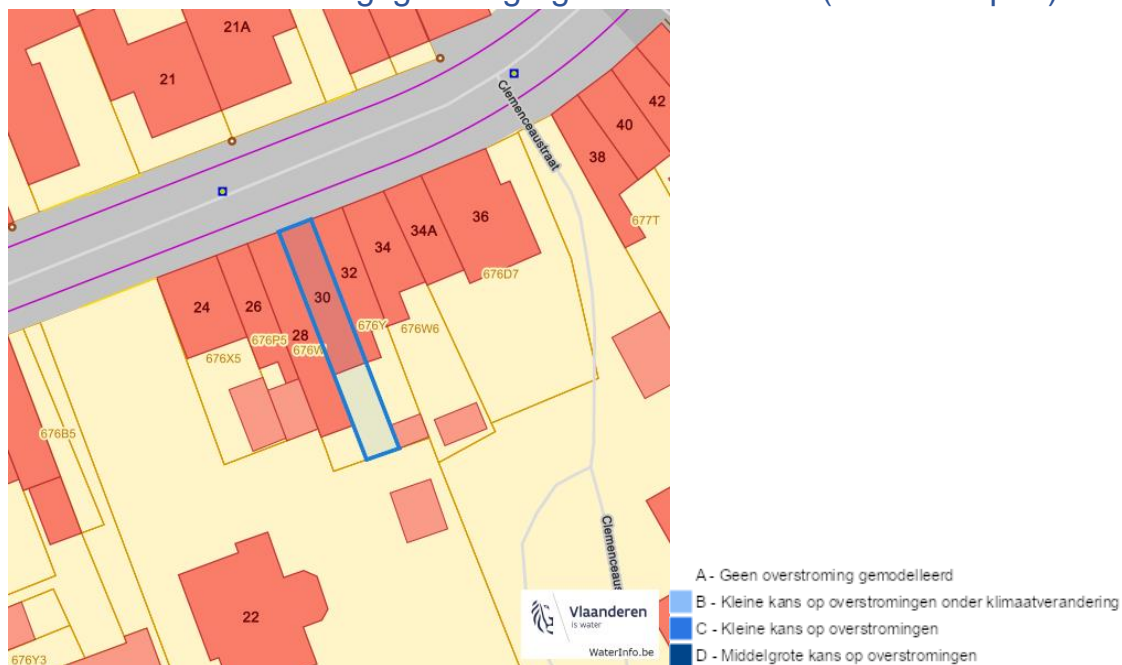 21A
21
42
40
38
Clemenceaustraat
677T
36
34A
34
32
676D7
30
24
26
28
676P5
676Y
676W6
676X5
676B5
22
676Y3
Vlaanderen
is water
WaterInfo.be
A - Geen overstroming gemodelleerd
B - Kleine kans op overstromingen onder klimaatverandering
C - Kleine kans op overstromingen
D - Middelgrote kans op overstromingen